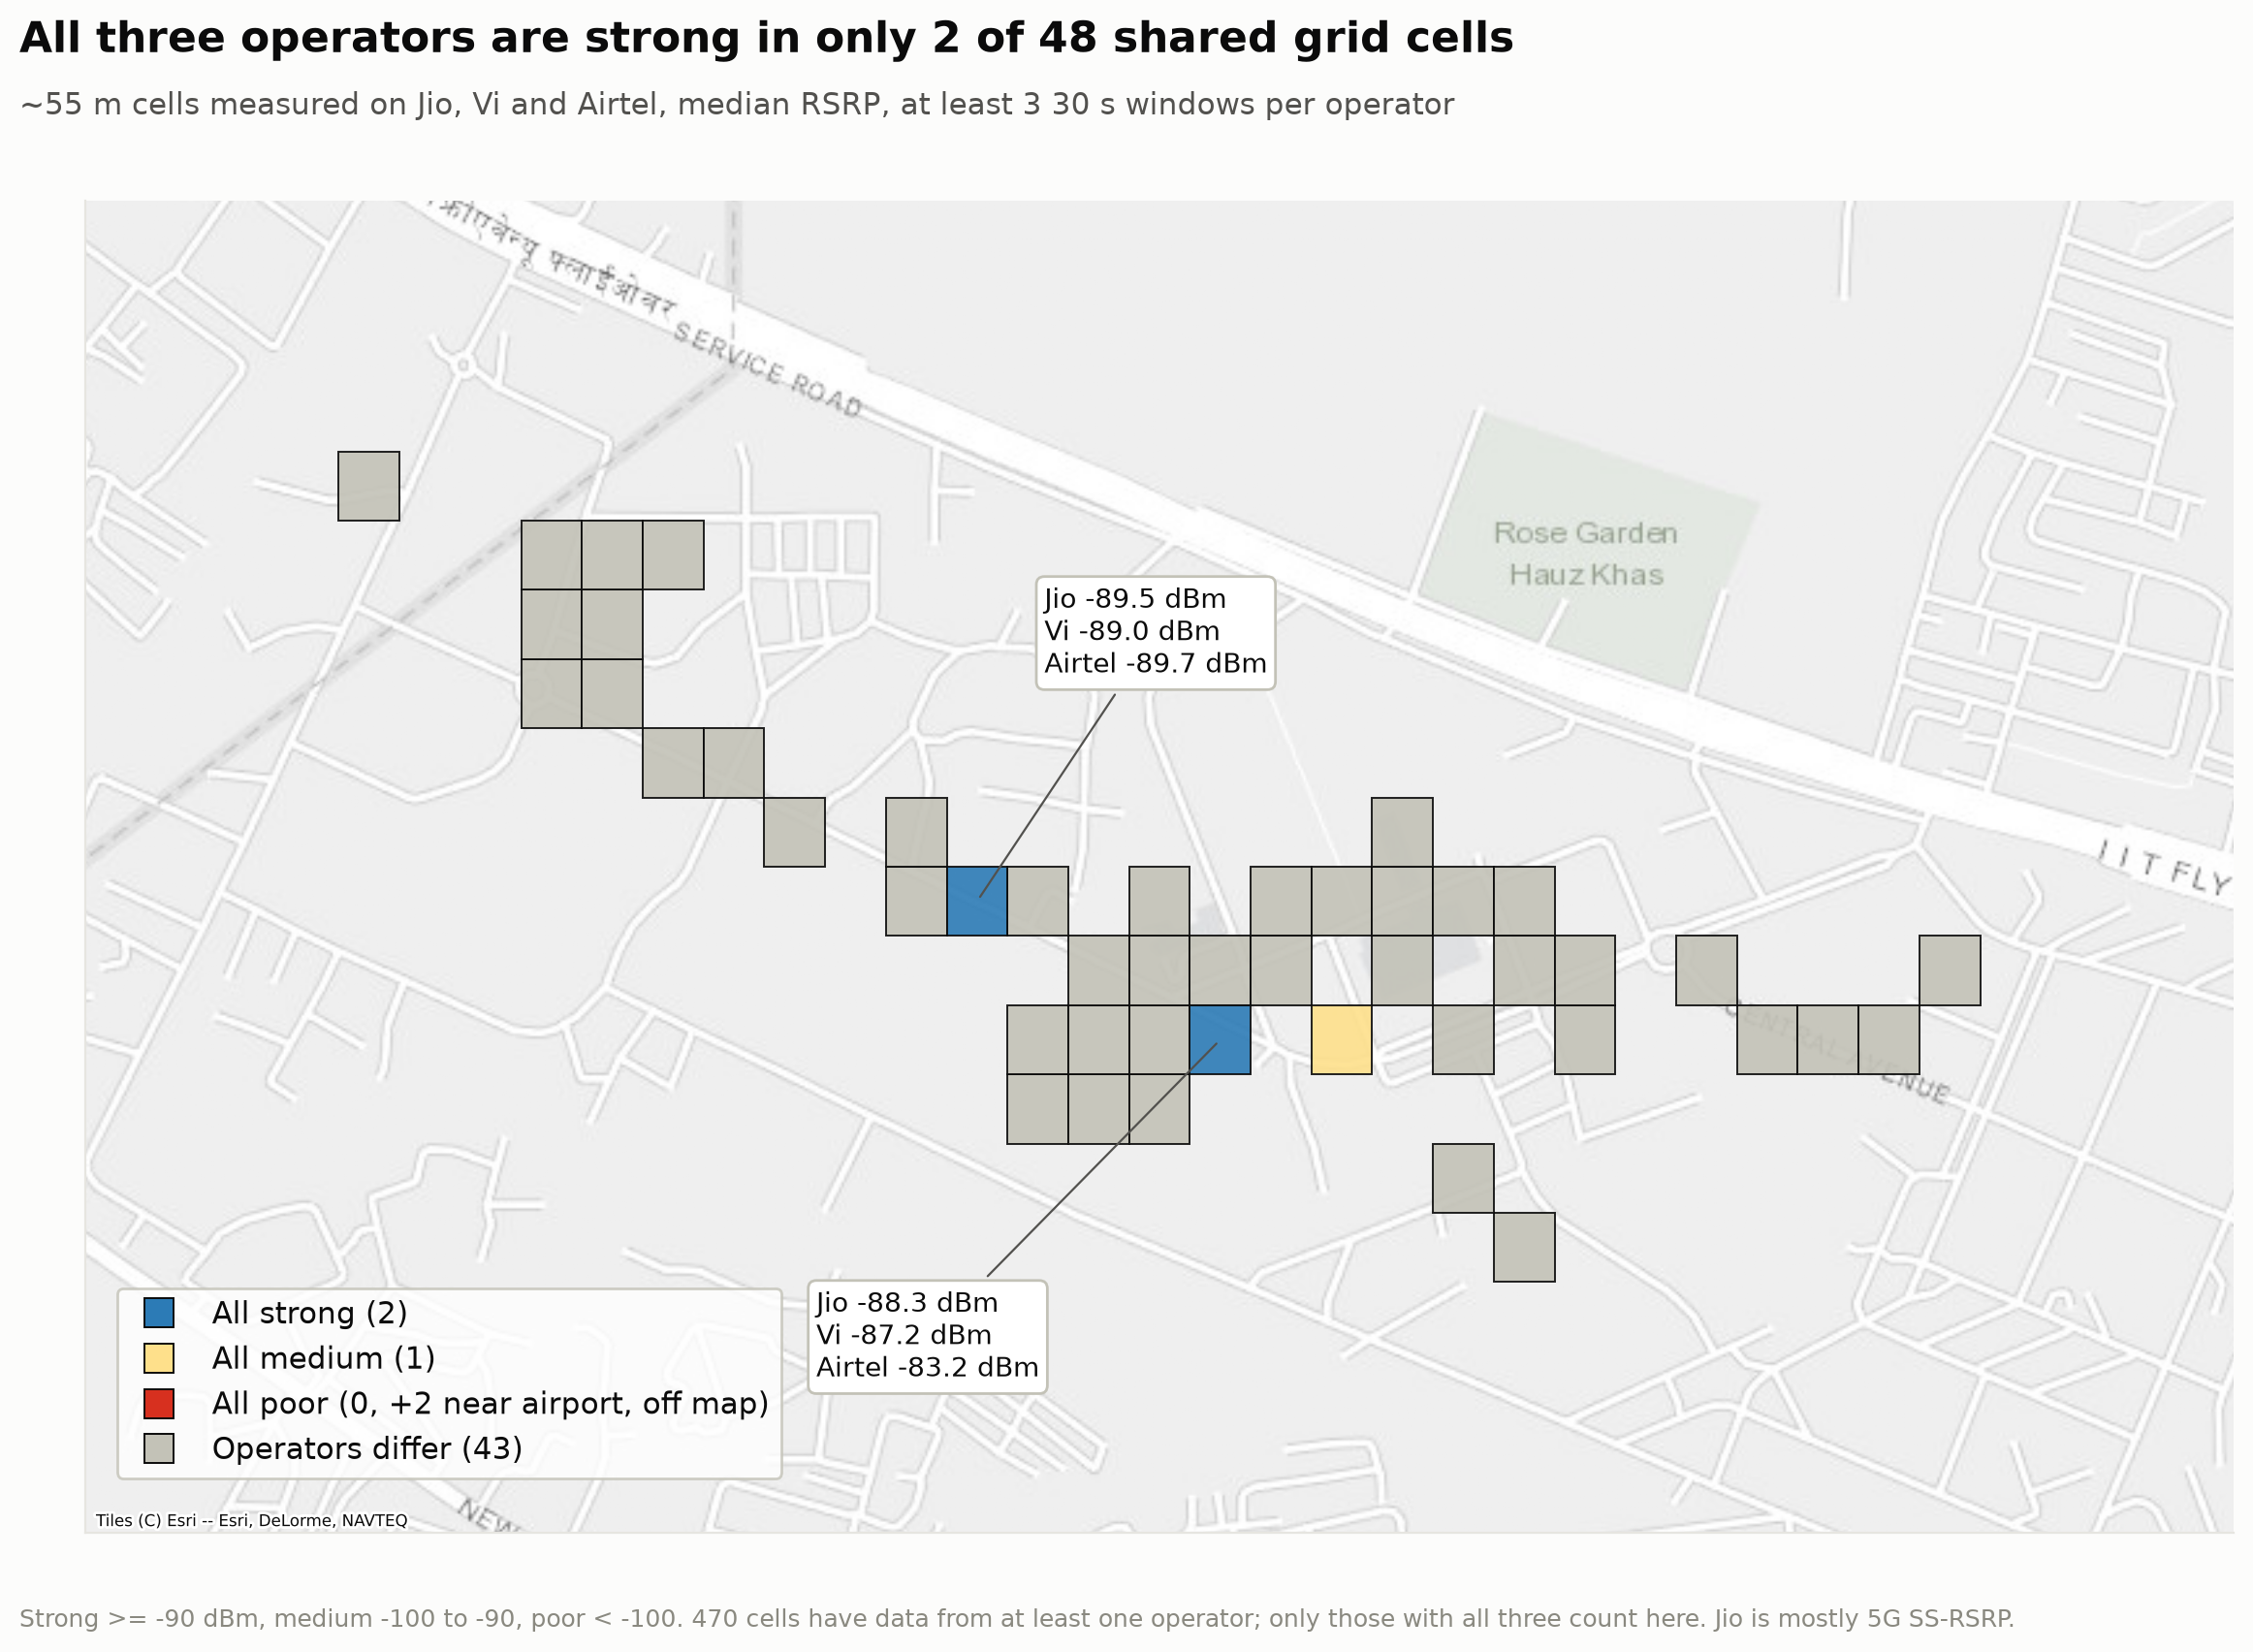 All three operators are strong in only 2 of 48 shared grid cells
~55 m cells measured on Jio, Vi and Airtel, median RSRP, at least 3 30 s windows per operator
फ्लाईओवर
SERVICE ROAD
Rose Garden
Hauz Khas
Jio -89.5 dBm
Vi -89.0 dBm
Airtel -89.7 dBm
I I T FLY
CENTRAL AVENUE
Jio -88.3 dBm
Vi -87.2 dBm
Airtel -83.2 dBm
All strong (2)
All medium (1)
All poor (0, +2 near airport, off map)
Operators differ (43)
NEW
Tiles (C) Esri -- Esri, DeLorme, NAVTEQ
Strong >= -90 dBm, medium -100 to -90, poor < -100. 470 cells have data from at least one operator; only those with all three count here. Jio is mostly 5G SS-RSRP.